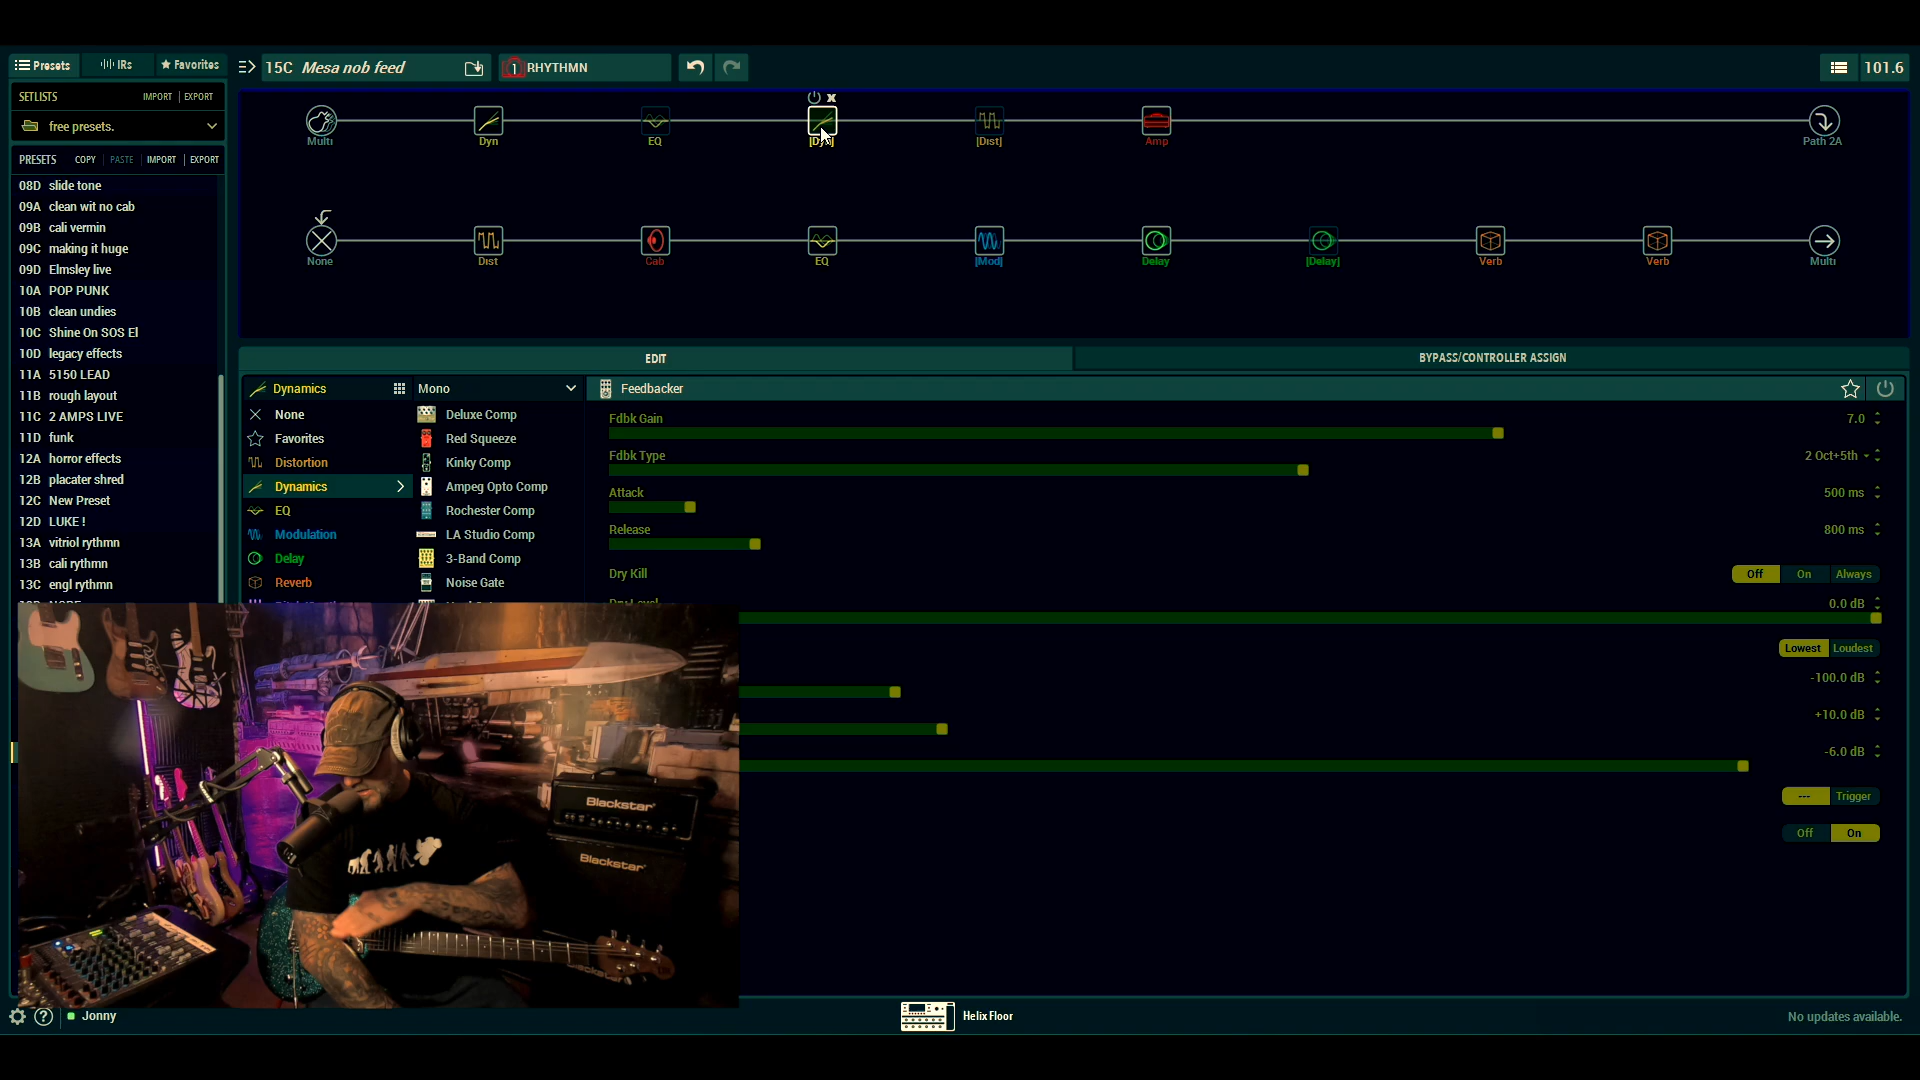 Presets IRs Favorites 15C Mesa nob feed 1 RHYTHMN 101.6
SETLISTS IMPORT EXPORT
free presets.
PRESETS COPY PASTE IMPORT EXPORT
08D slide tone
09A clean wit no cab
09B cali vermin
09C making it huge
09D Elmsley live
10A POP PUNK
10B clean undies
10C Shine On SOS El
10D legacy effects
11A 5150 LEAD
11B rough layout
11C 2 AMPS LIVE
11D funk
12A horror effects
12B placater shred
12C New Preset
12D LUKE !
13A vitriol rythmn
13B cali rythmn
13C engl rythmn
Multi Dyn EQ |Dist| Amp Path 2A
None Dist Cab EQ |Mod| Delay |Delay| Verb Verb Multi
EDIT BYPASS/CONTROLLER ASSIGN
Dynamics Mono Feedbacker
None
Favorites
Distortion
Dynamics
EQ
Modulation
Delay
Reverb
Deluxe Comp
Red Squeeze
Kinky Comp
Ampeg Opto Comp
Rochester Comp
LA Studio Comp
3-Band Comp
Noise Gate
Fdbk Gain 7.0
Fdbk Type 2 Oct+5th
Attack 500 ms
Release 800 ms
Dry Kill Off On Always
Dry Level 0.0 dB
Lowest Loudest
-100.0 dB
+10.0 dB
-6.0 dB
--- Trigger
Off On
Blackstar
Blackstar
Blackstar
Jonny Helix Floor No updates available.